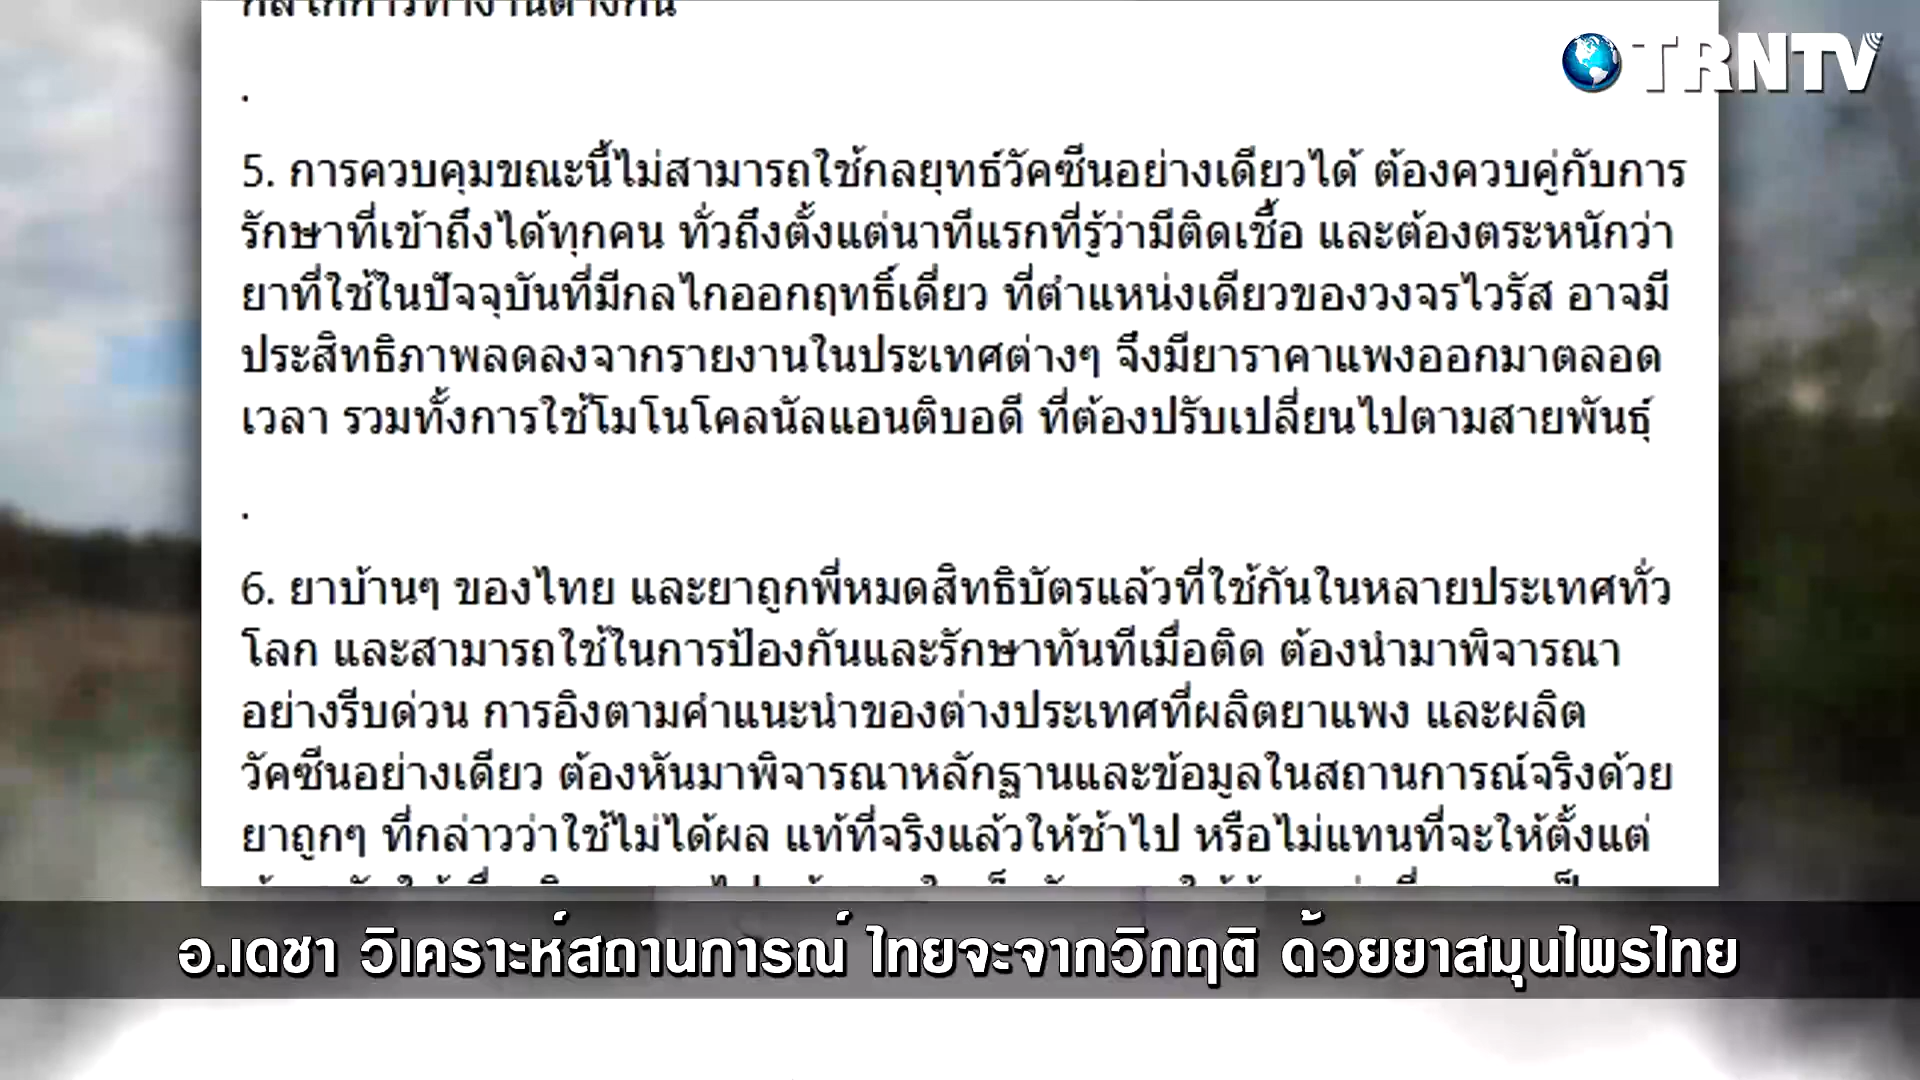 กลไกการทำงานต่างกัน
TRNTV
.
5. การควบคุมขณะนี้ไม่สามารถใช้กลยุทธ์วัคซีนอย่างเดียวได้ ต้องควบคู่กับการ
รักษาที่เข้าถึงได้ทุกคน ทั่วถึงตั้งแต่นาทีแรกที่รู้ว่ามีติดเชื้อ และต้องตระหนักว่า
ยาที่ใช้ในปัจจุบันที่มีกลไกออกฤทธิ์เดี่ยว ที่ตำแหน่งเดียวของวงจรไวรัส อาจมี
ประสิทธิภาพลดลงจากรายงานในประเทศต่างๆ จึงมียาราคาแพงออกมาตลอด
เวลา รวมทั้งการใช้โมโนโคลนัลแอนติบอดี ที่ต้องปรับเปลี่ยนไปตามสายพันธุ์
.
6. ยาบ้านๆ ของไทย และยาถูกพี่หมดสิทธิบัตรแล้วที่ใช้กันในหลายประเทศทั่ว
โลก และสามารถใช้ในการป้องกันและรักษาทันทีเมื่อติด ต้องนำมาพิจารณา
อย่างรีบด่วน การอิงตามคำแนะนำของต่างประเทศที่ผลิตยาแพง และผลิต
วัคซีนอย่างเดียว ต้องหันมาพิจารณาหลักฐานและข้อมูลในสถานการณ์จริงด้วย
ยาถูกๆ ที่กล่าวว่าใช้ไม่ได้ผล แท้ที่จริงแล้วให้ช้าไป หรือไม่แทนที่จะให้ตั้งแต่
อ.เดชา วิเคราะห์สถานการณ์ ไทยจะจากวิกฤติ ด้วยยาสมุนไพรไทย